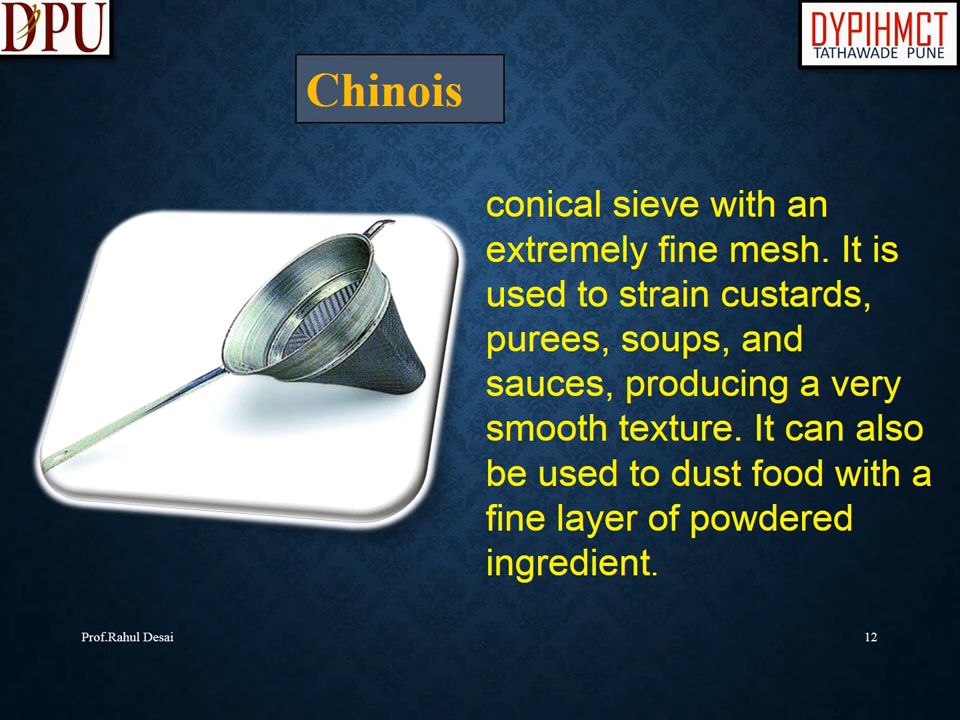 DPU
DYPIHMCT
TATHAWADE PUNE
Chinois
conical sieve with an
extremely fine mesh. It is
used to strain custards,
purees, soups, and
sauces, producing a very
smooth texture. It can also
be used to dust food with a
fine layer of powdered
ingredient.
Prof.Rahul Desai
12